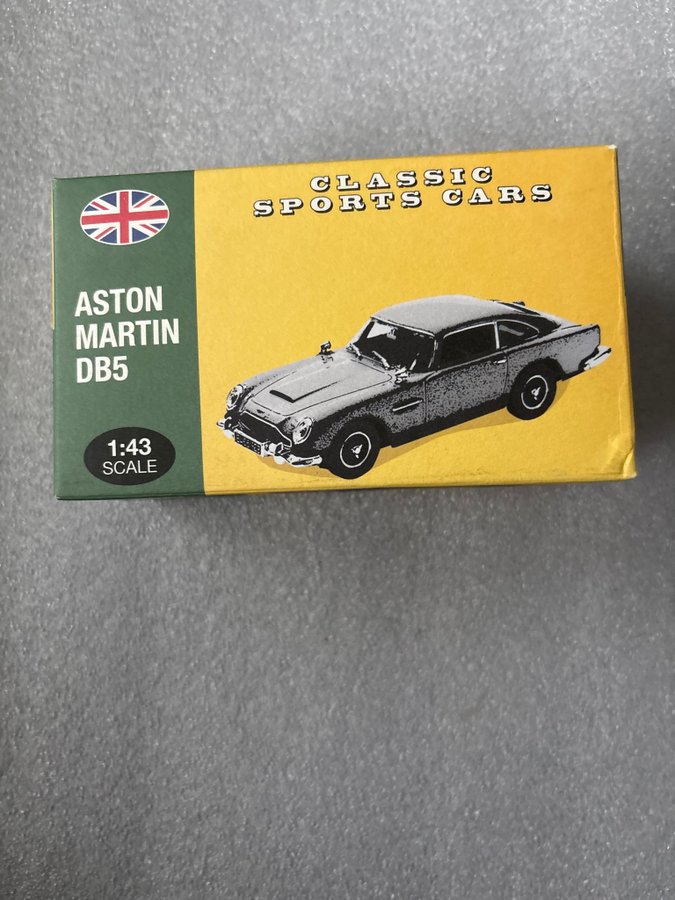 CLASSIC
SPORTS CARS
ASTON
MARTIN
DB5
1:43
SCALE